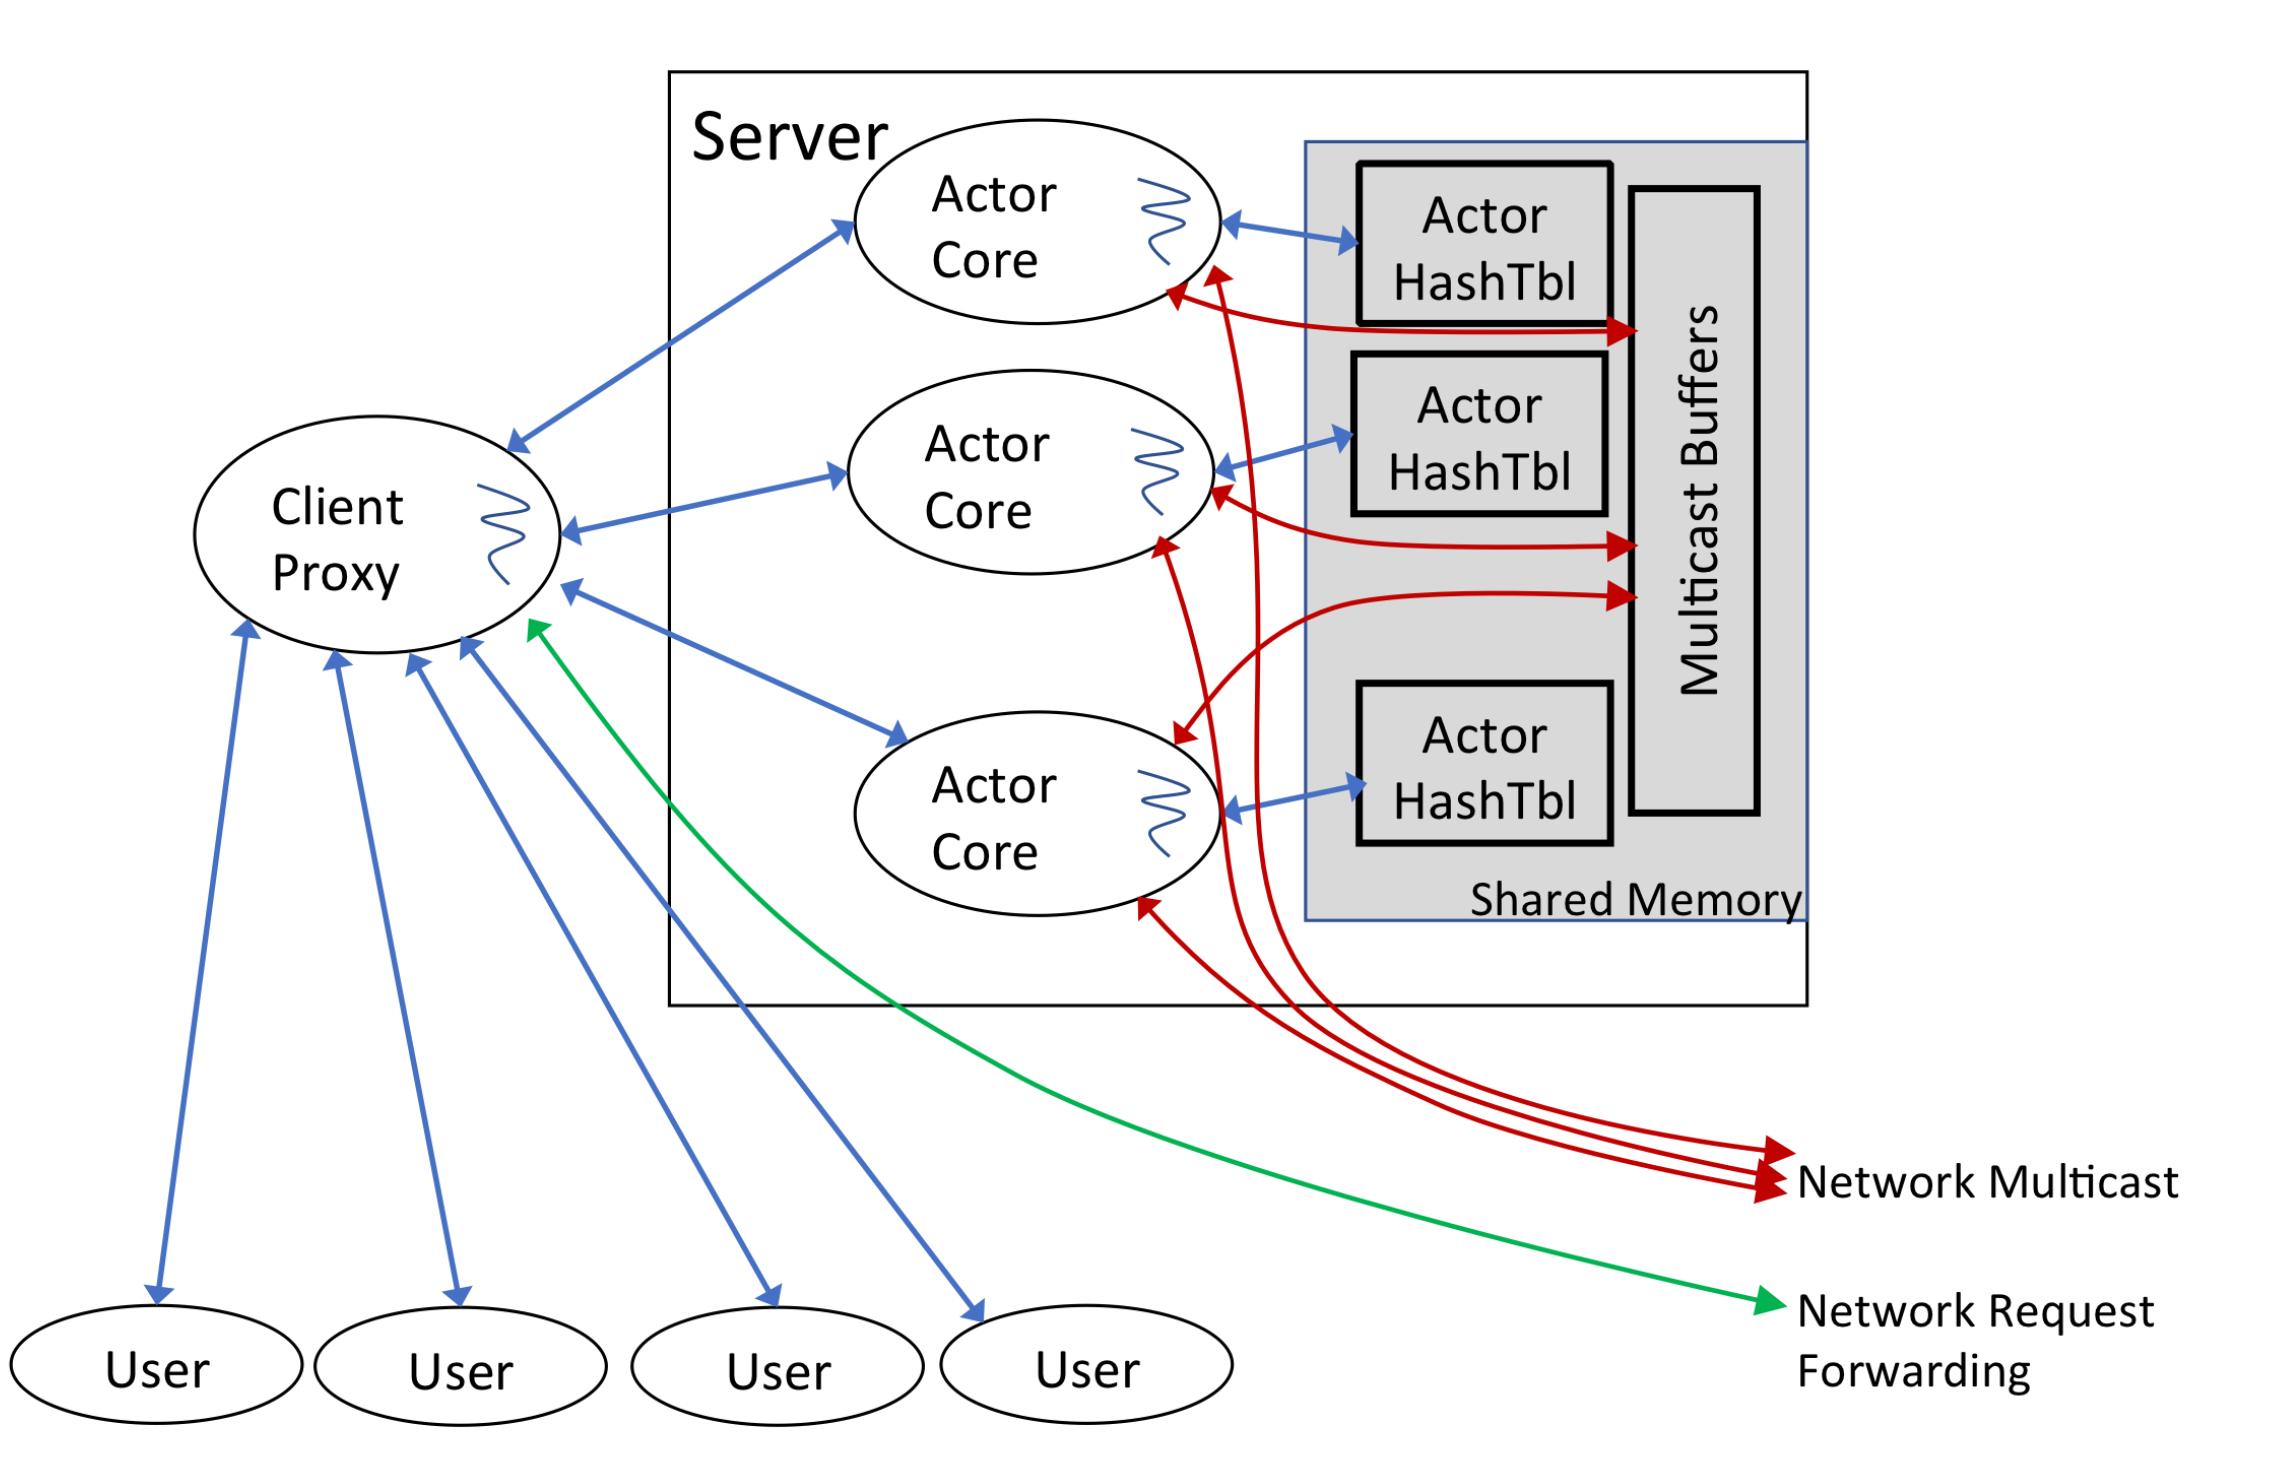 Server
Actor
Core
Actor
HashTbl
Actor
Core
Actor
HashTbl
Multicast Buffers
Client
Proxy
Actor
Core
Actor
HashTbl
Shared Memory
Network Multicast
Network Request
Forwarding
User
User
User
User